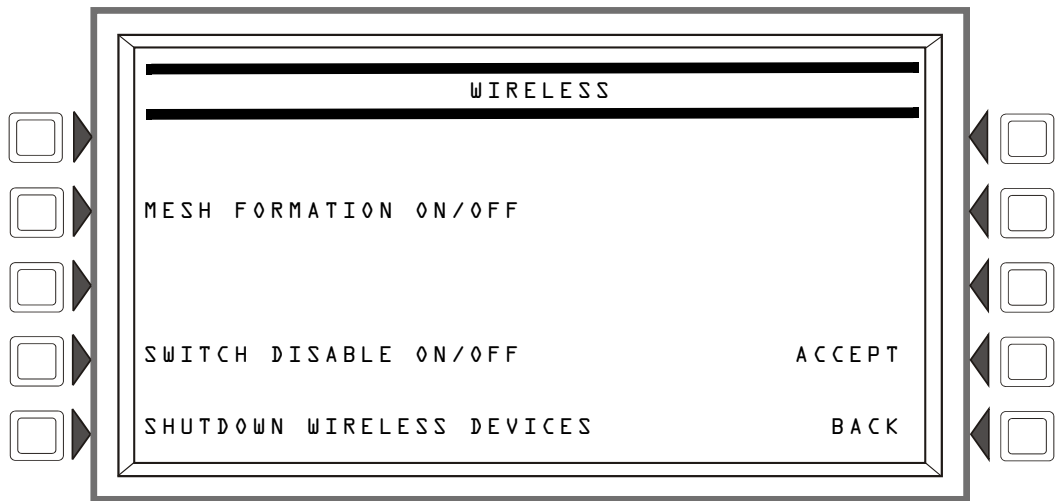 WIRELESS
MESH FORMATION ON/OFF
SWITCH DISABLE ON/OFF ACCEPT
SHUTDOWN WIRELESS DEVICES BACK